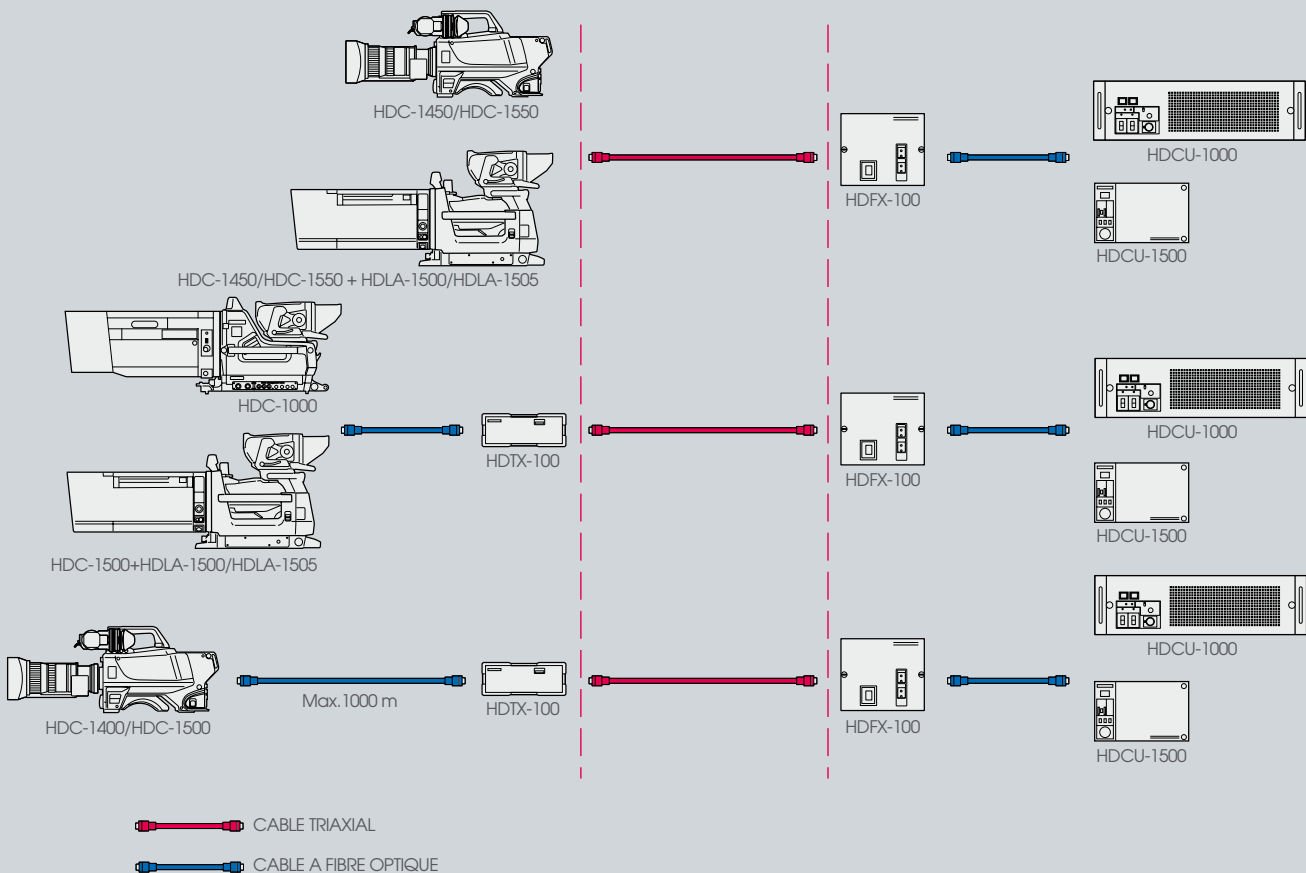 HDC-1450/HDC-1550
HDCU-1000
HDFX-100
HDCU-1500
HDC-1450/HDC-1550 + HDLA-1500/HDLA-1505
HDC-1000
HDCU-1000
HDTX-100
HDFX-100
HDCU-1500
HDC-1500+HDLA-1500/HDLA-1505
HDCU-1000
Max.1000 m
HDTX-100
HDC-1400/HDC-1500
HDFX-100
HDCU-1500
CABLE TRIAXIAL
CABLE A FIBRE OPTIQUE